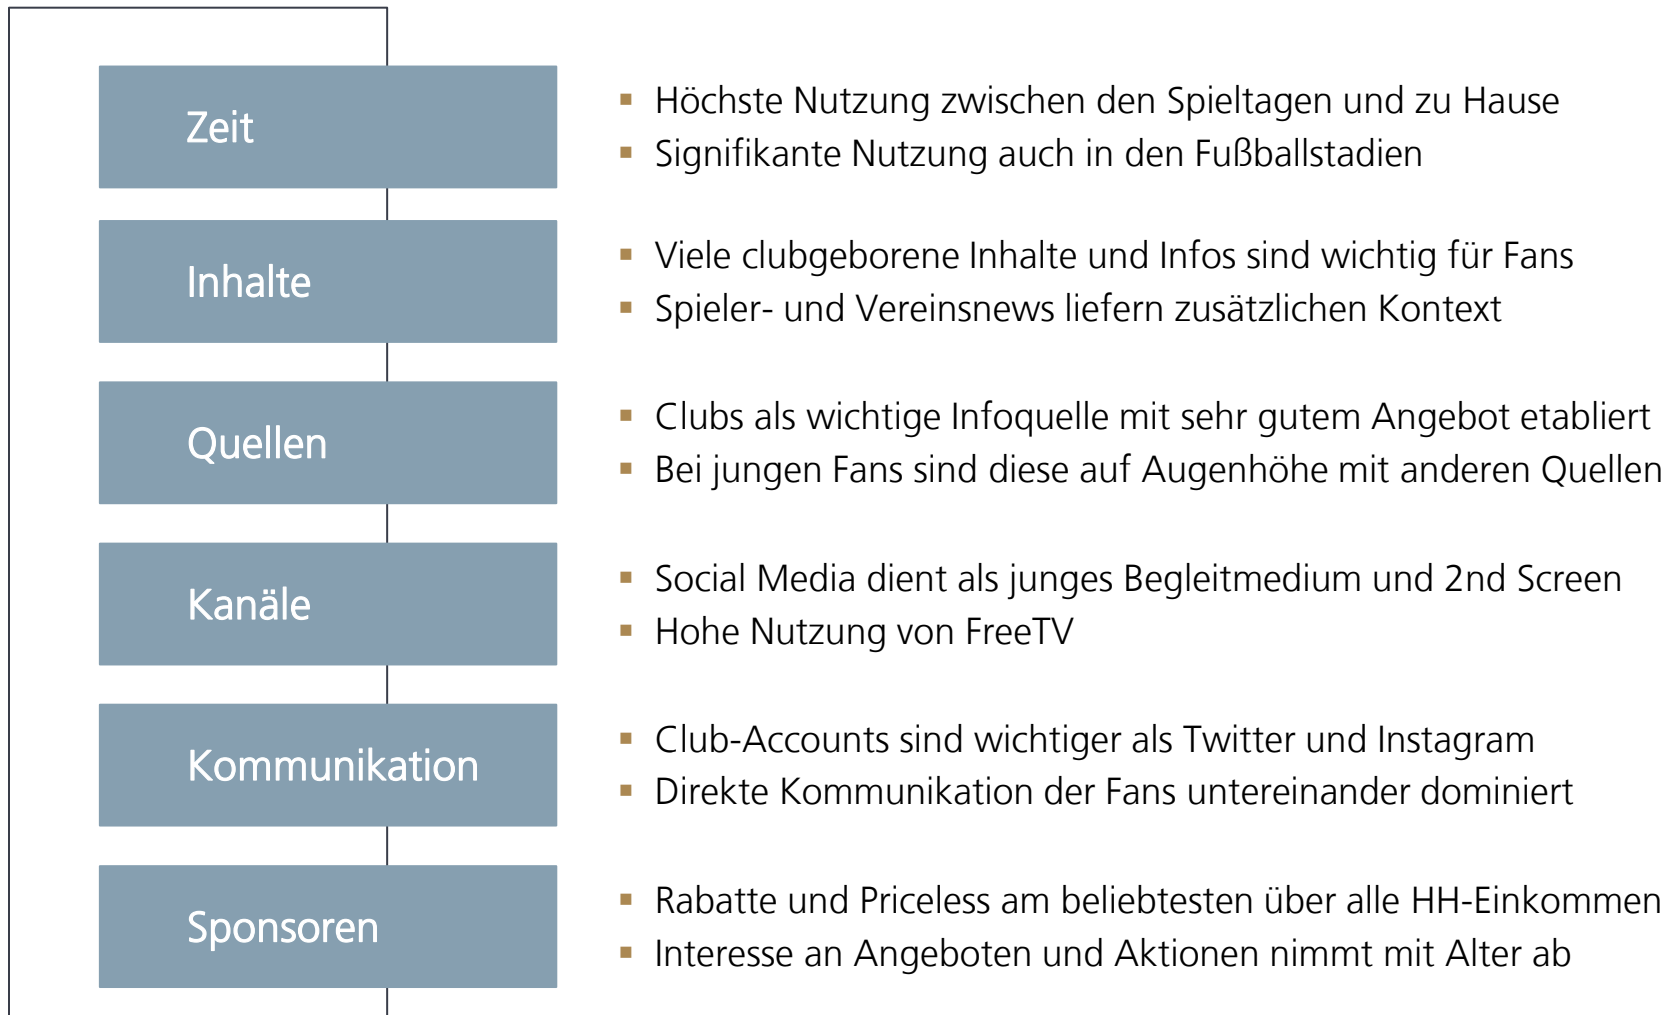 Zeit
▪ Höchste Nutzung zwischen den Spieltagen und zu Hause
▪ Signifikante Nutzung auch in den Fußballstadien
Inhalte
▪ Viele clubgeborene Inhalte und Infos sind wichtig für Fans
▪ Spieler- und Vereinsnews liefern zusätzlichen Kontext
Quellen
▪ Clubs als wichtige Infoquelle mit sehr gutem Angebot etabliert
▪ Bei jungen Fans sind diese auf Augenhöhe mit anderen Quellen
Kanäle
▪ Social Media dient als junges Begleitmedium und 2nd Screen
▪ Hohe Nutzung von FreeTV
Kommunikation
▪ Club-Accounts sind wichtiger als Twitter und Instagram
▪ Direkte Kommunikation der Fans untereinander dominiert
Sponsoren
▪ Rabatte und Priceless am beliebtesten über alle HH-Einkommen
▪ Interesse an Angeboten und Aktionen nimmt mit Alter ab